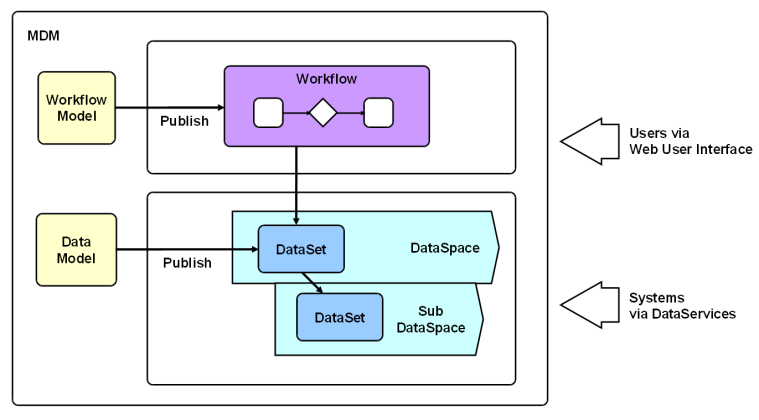 MDM
Workflow
Model
Publish
Workflow
Users via
Web User Interface
Data
Model
Publish
DataSet
DataSpace
DataSet
Sub
DataSpace
Systems
via DataServices